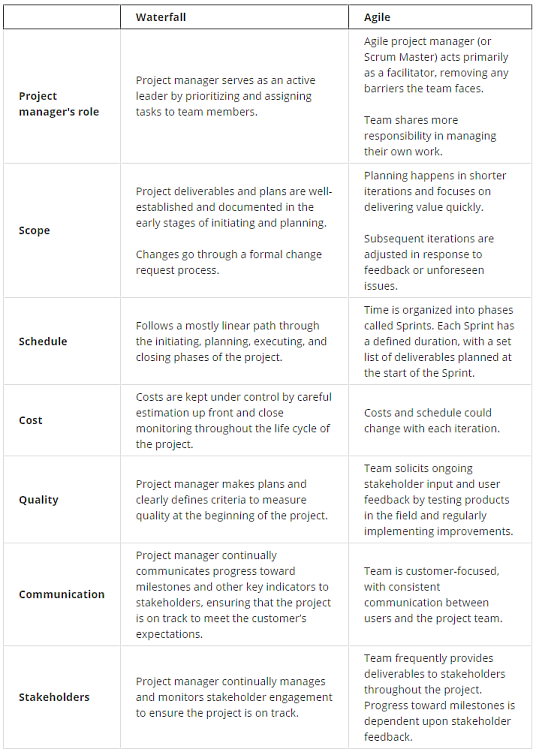 Waterfall
Agile
Project
manager's role
Project manager serves as an active
leader by prioritizing and assigning
tasks to team members.
Agile project manager (or
Scrum Master) acts primarily
as a facilitator, removing any
barriers the team faces.
Team shares more
responsibility in managing
their own work.
Scope
Project deliverables and plans are well-
established and documented in the
early stages of initiating and planning.
Changes go through a formal change
request process.
Planning happens in shorter
iterations and focuses on
delivering value quickly.
Subsequent iterations are
adjusted in response to
feedback or unforeseen
issues.
Schedule
Follows a mostly linear path through
the initiating, planning, executing, and
closing phases of the project.
Time is organized into phases
called Sprints. Each Sprint has
a defined duration, with a set
list of deliverables planned at
the start of the Sprint.
Cost
Costs are kept under control by careful
estimation up front and close
monitoring throughout the life cycle of
the project.
Costs and schedule could
change with each iteration.
Quality
Project manager makes plans and
clearly defines criteria to measure
quality at the beginning of the project.
Team solicits ongoing
stakeholder input and user
feedback by testing products
in the field and regularly
implementing improvements.
Communication
Project manager continually
communicates progress toward
milestones and other key indicators to
stakeholders, ensuring that the project
is on track to meet the customer's
expectations.
Team is customer-focused,
with consistent
communication between
users and the project team.
Stakeholders
Project manager continually manages
and monitors stakeholder engagement
to ensure the project is on track.
Team frequently provides
deliverables to stakeholders
throughout the project.
Progress toward milestones is
dependent upon stakeholder
feedback.